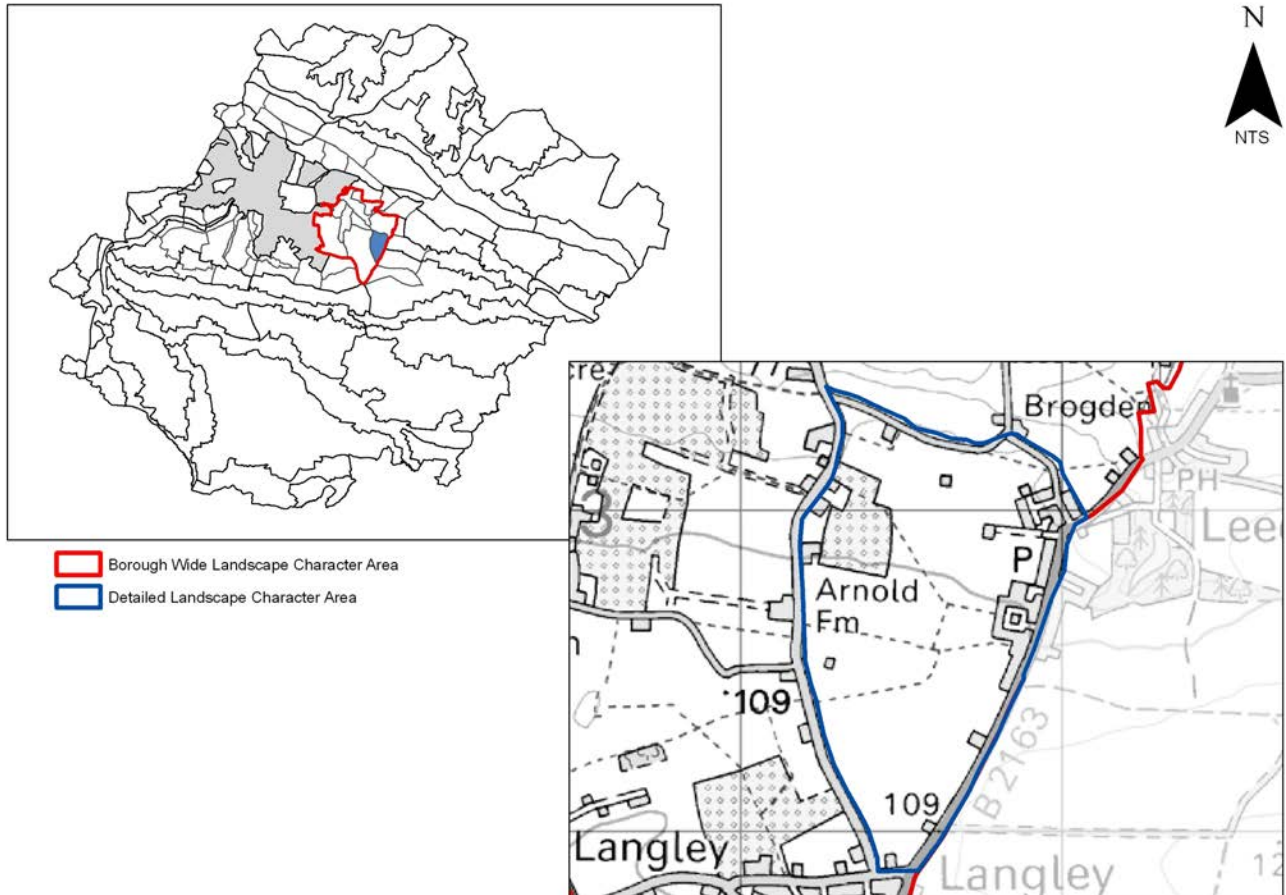 N
NTS
Borough Wide Landscape Character Area
Detailed Landscape Character Area
Brogden
PH
3
P
Arnold
Fm
109
B 2163
109
Langley
Langley